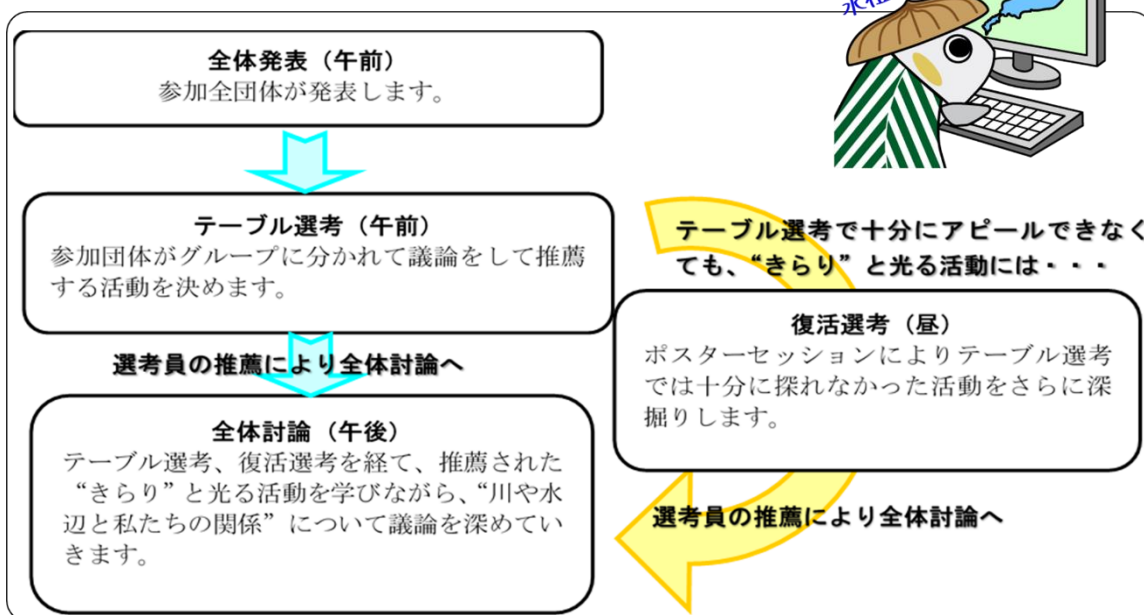 全体発表（午前）
参加全団体が発表します。
テーブル選考（午前）
参加団体がグループに分かれて議論をして推薦
する活動を決めます。
選考員の推薦により全体討論へ
テーブル選考で十分にアピールできなく
ても、“きらり”と光る活動には・・・
復活選考（昼）
ポスターセッションによりテーブル選考
では十分に探れなかった活動をさらに深
掘りします。
選考員の推薦により全体討論へ
全体討論（午後）
テーブル選考、復活選考を経て、推薦された
“きらり”と光る活動を学びながら、“川や水
辺と私たちの関係”について議論を深めてい
きます。